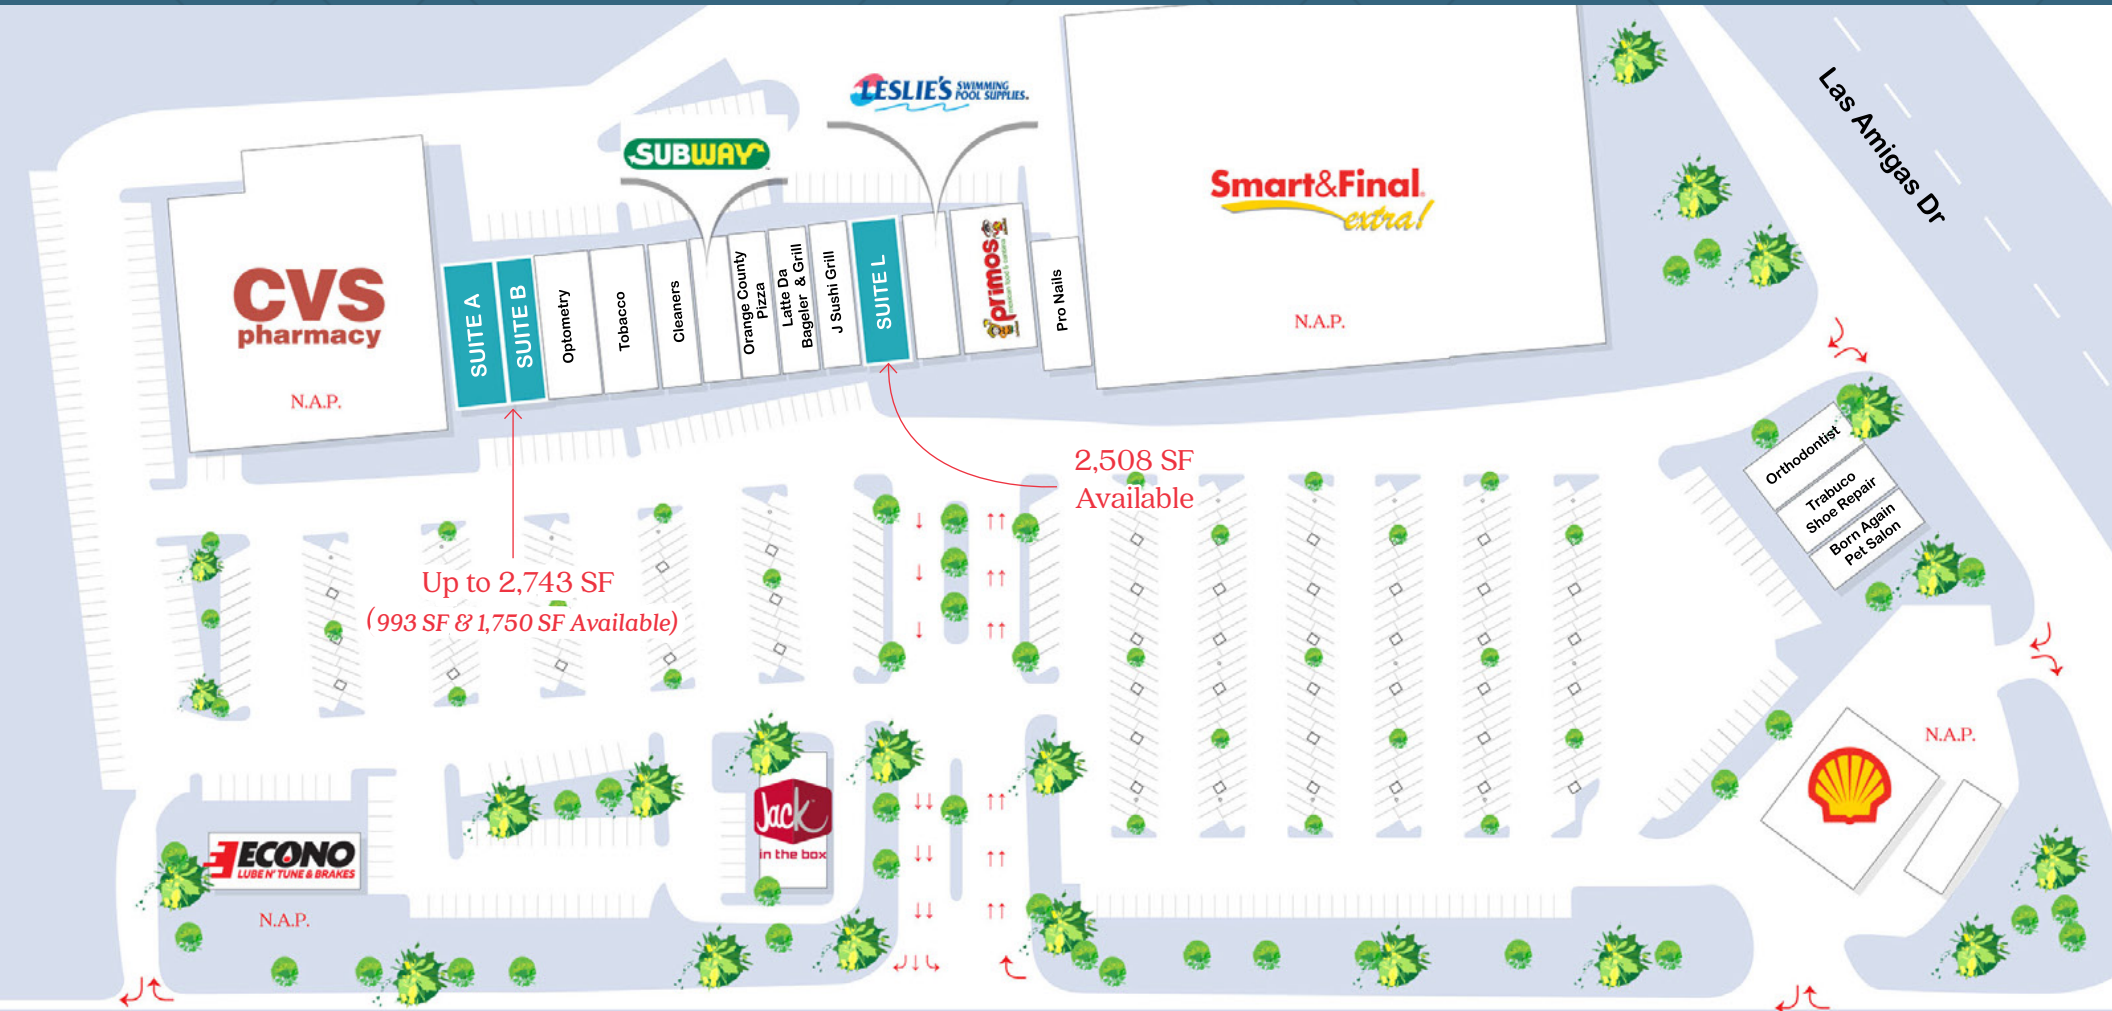 Las Amigas Dr
LESLIE'S SWIMMING
POOL SUPPLIES.
SUBWAY
Smart&Final
extra!
N.A.P.
CVS
pharmacy
N.A.P.
SUITE A
SUITE B
Optometry
Tobacco
Cleaners
Orange County
Pizza
Latte Da
Bageler & Grill
J Sushi Grill
SUITE L
primos
Pro Nails
2,508 SF
Available
Up to 2,743 SF
(993 SF & 1,750 SF Available)
Orthodontist
Trabuco
Shoe Repair
Born Again
Pet Salon
N.A.P.
Jack
in the box
ECONO
LUBE N' TUNE & BRAKES
N.A.P.